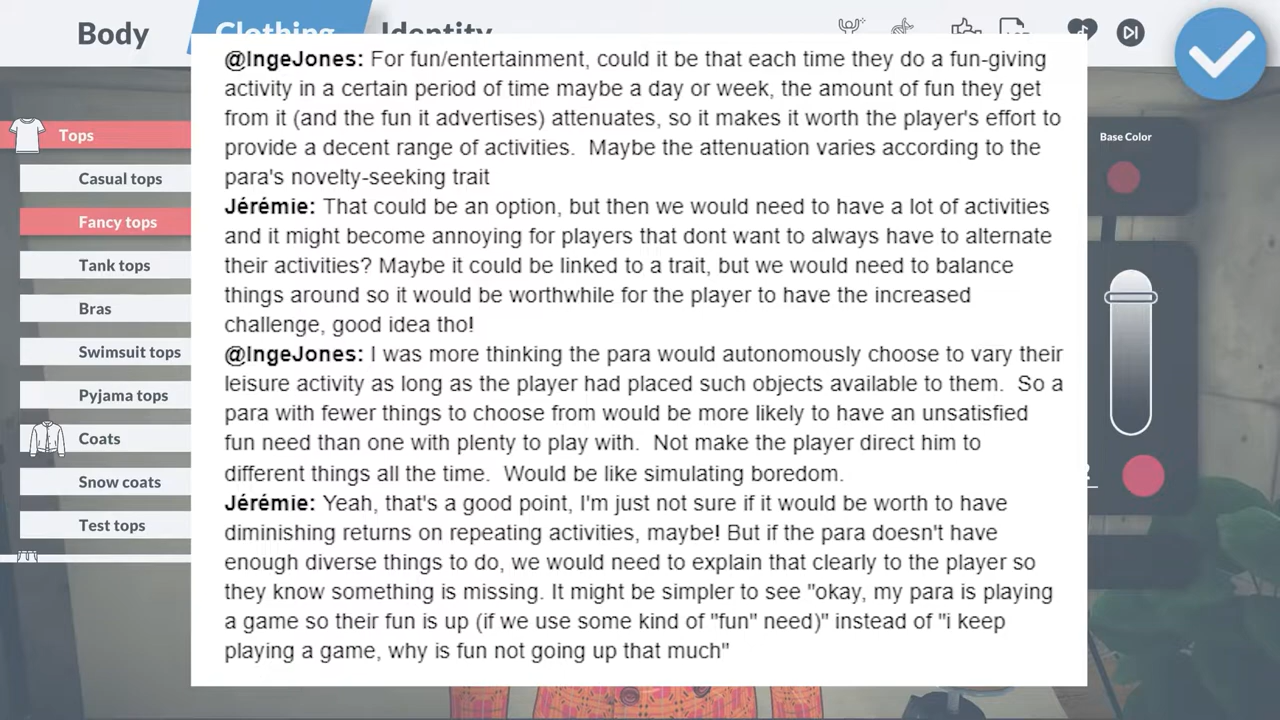 Body
Clothing
Identity
@IngeJones: For fun/entertainment, could it be that each time they do a fun-giving
activity in a certain period of time maybe a day or week, the amount of fun they get
from it (and the fun it advertises) attenuates, so it makes it worth the player's effort to
provide a decent range of activities.  Maybe the attenuation varies according to the
para's novelty-seeking trait
Jérémie: That could be an option, but then we would need to have a lot of activities
and it might become annoying for players that dont want to always have to alternate
their activities? Maybe it could be linked to a trait, but we would need to balance
things around so it would be worthwhile for the player to have the increased
challenge, good idea tho!
@IngeJones: I was more thinking the para would autonomously choose to vary their
leisure activity as long as the player had placed such objects available to them.  So a
para with fewer things to choose from would be more likely to have an unsatisfied
fun need than one with plenty to play with.  Not make the player direct him to
different things all the time.  Would be like simulating boredom.
Jérémie: Yeah, that's a good point, I'm just not sure if it would be worth to have
diminishing returns on repeating activities, maybe! But if the para doesn't have
enough diverse things to do, we would need to explain that clearly to the player so
they know something is missing. It might be simpler to see "okay, my para is playing
a game so their fun is up (if we use some kind of "fun" need)" instead of "i keep
playing a game, why is fun not going up that much"
Tops
Casual tops
Fancy tops
Tank tops
Bras
Swimsuit tops
Pyjama tops
Coats
Snow coats
Test tops
Base Color